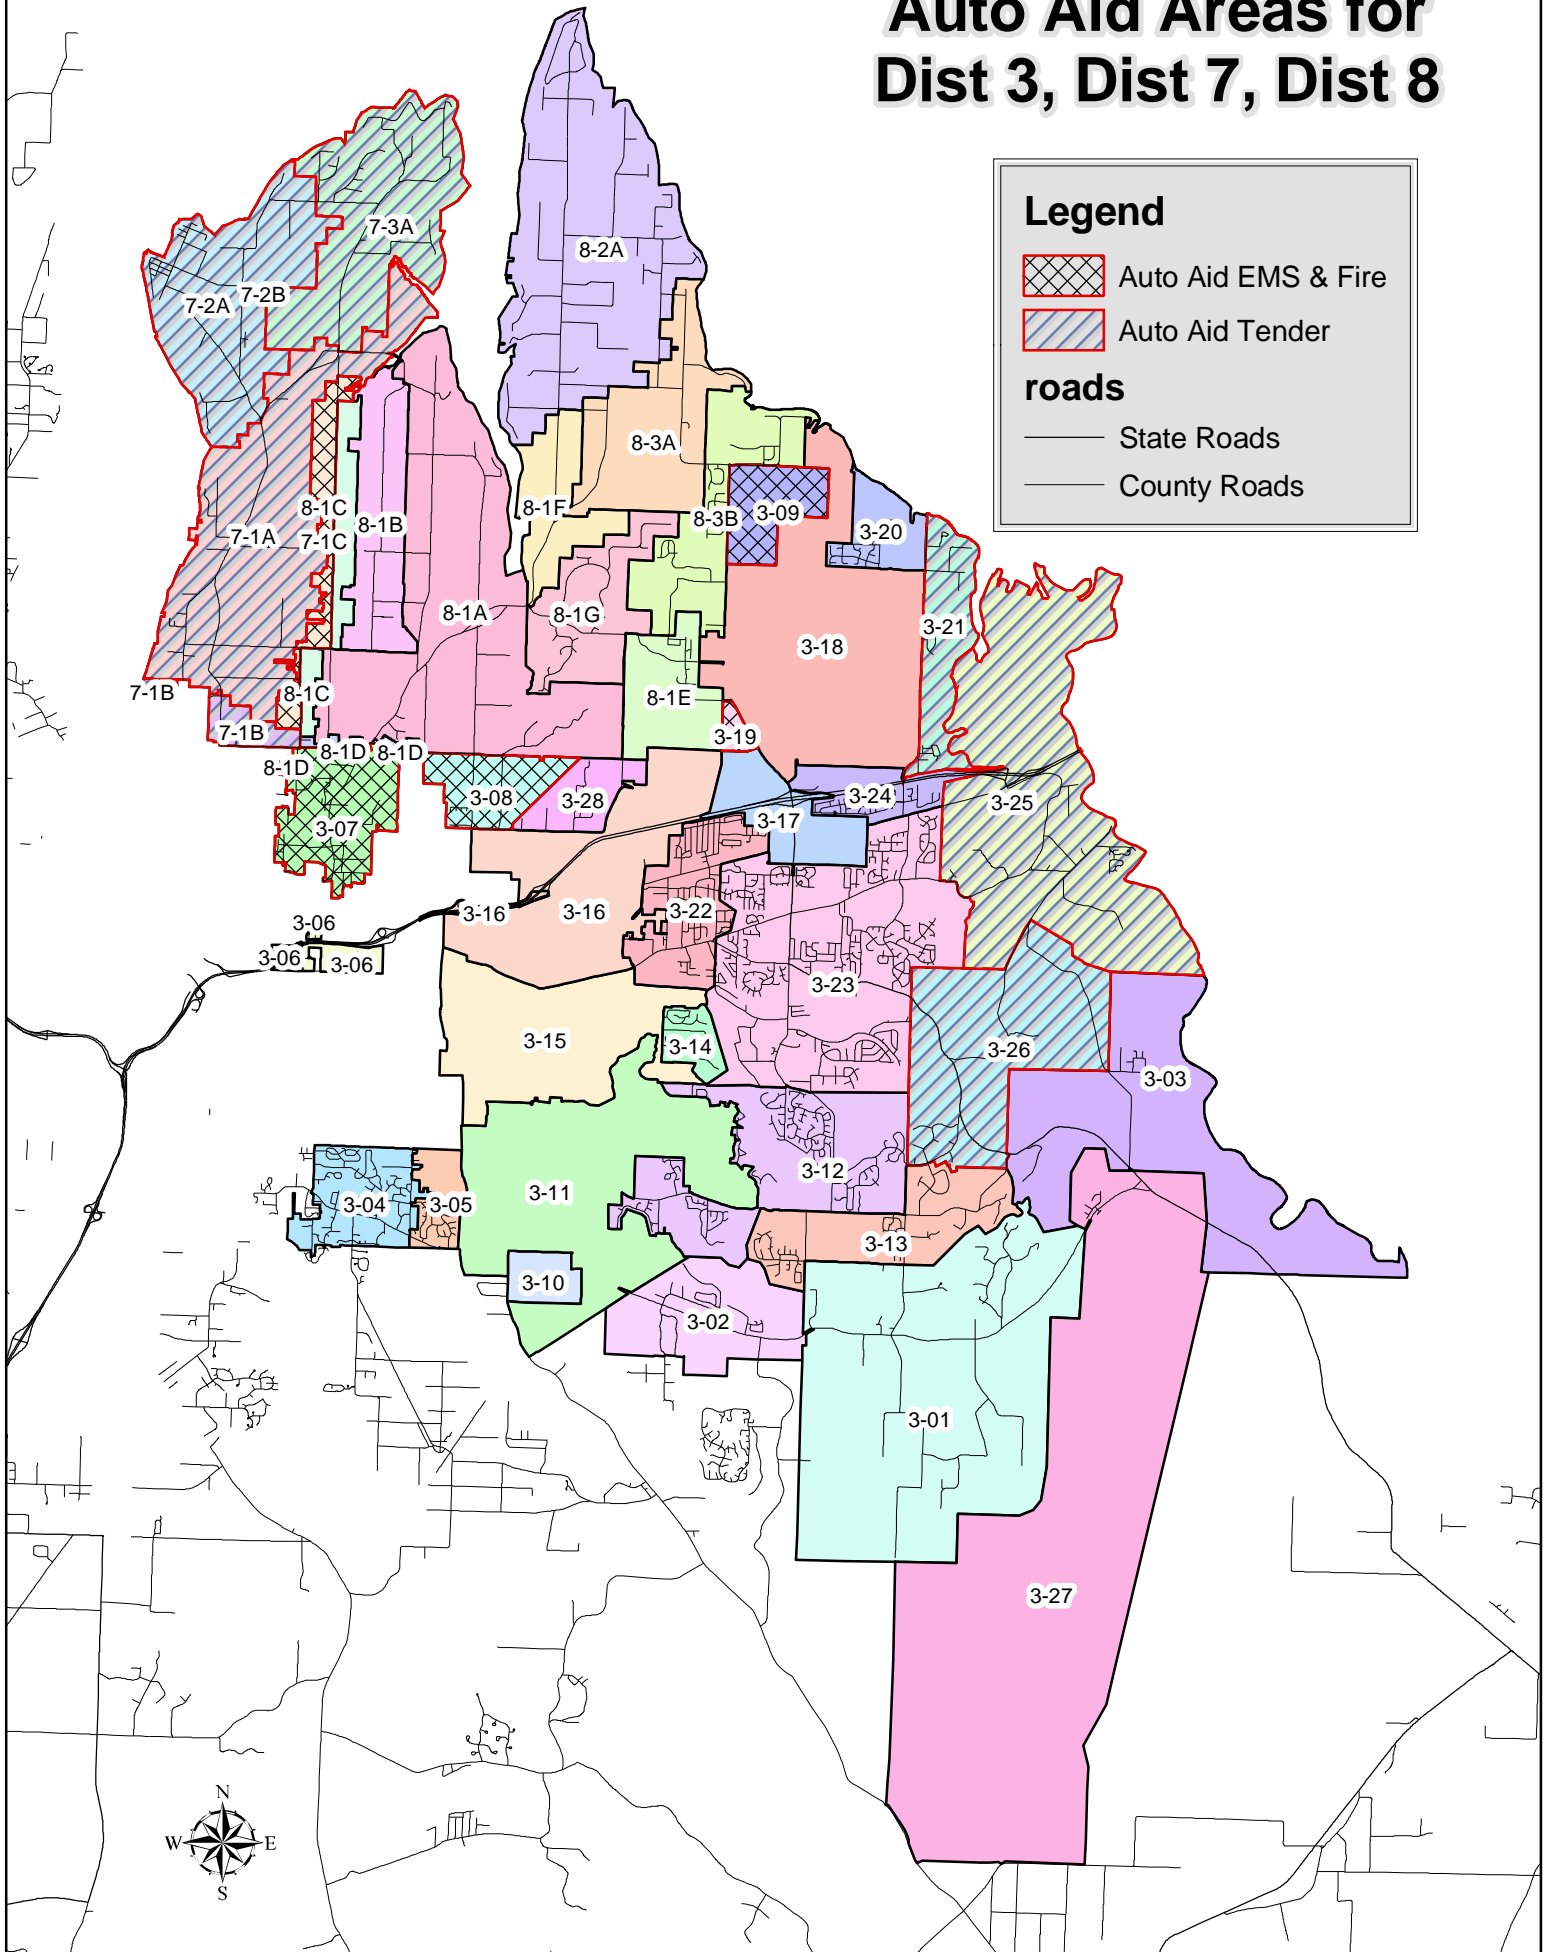 Auto Aid Areas for
Dist 3, Dist 7, Dist 8
Legend
Auto Aid EMS & Fire
Auto Aid Tender
roads
State Roads
County Roads
7-3A
8-2A
7-2B
7-2A
8-3A
8-1C
8-1F
3-09
8-3B
8-1B
3-20
7-1A
7-1C
8-1A
8-1G
3-21
3-18
7-1B
8-1C
8-1E
7-1B
3-19
8-1D
8-1D
8-1D
3-08
3-28
3-24
3-25
3-17
3-07
3-16
3-16
3-22
3-06
3-06
3-06
3-23
3-15
3-14
3-26
3-03
3-12
3-11
3-04
3-05
3-13
3-10
3-02
3-01
3-27
N
W
E
S